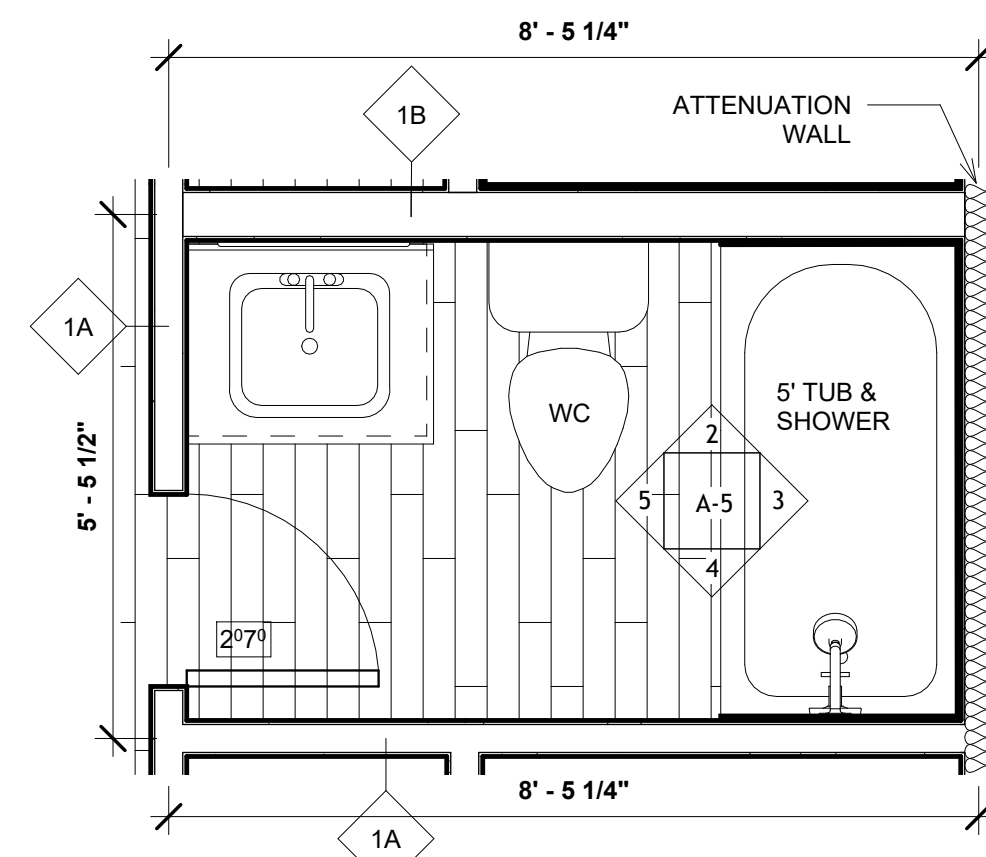 8' - 5 1/4"
ATTENUATION
WALL
1B
1A
5' - 5 1/2"
WC
5' TUB &
SHOWER
2
5
A-5
3
4
2⁰7⁰
8' - 5 1/4"
1A